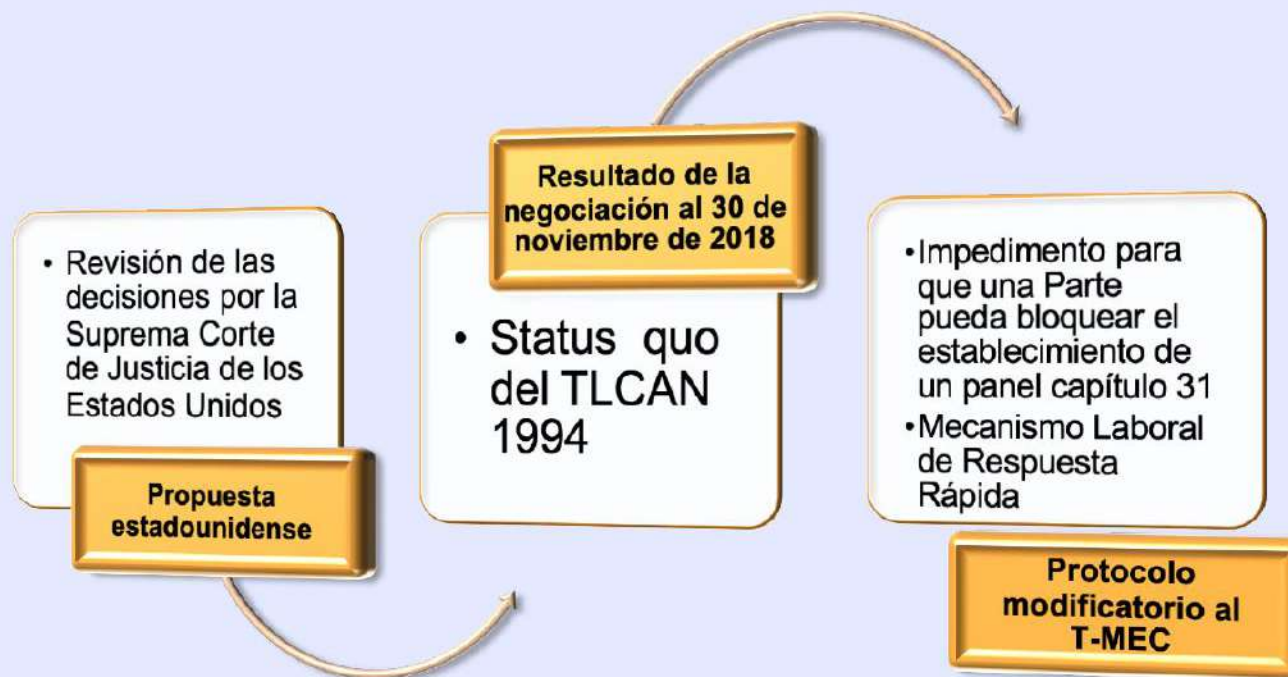 • Revisión de las
decisiones por la
Suprema Corte
de Justicia de los
Estados Unidos
Propuesta
estadounidense
Resultado de la
negociación al 30 de
noviembre de 2018
• Status quo
del TLCAN
1994
•Impedimento para
que una Parte
pueda bloquear el
establecimiento de
un panel capítulo 31
•Mecanismo Laboral
de Respuesta
Rápida
Protocolo
modificatorio al
T-MEC